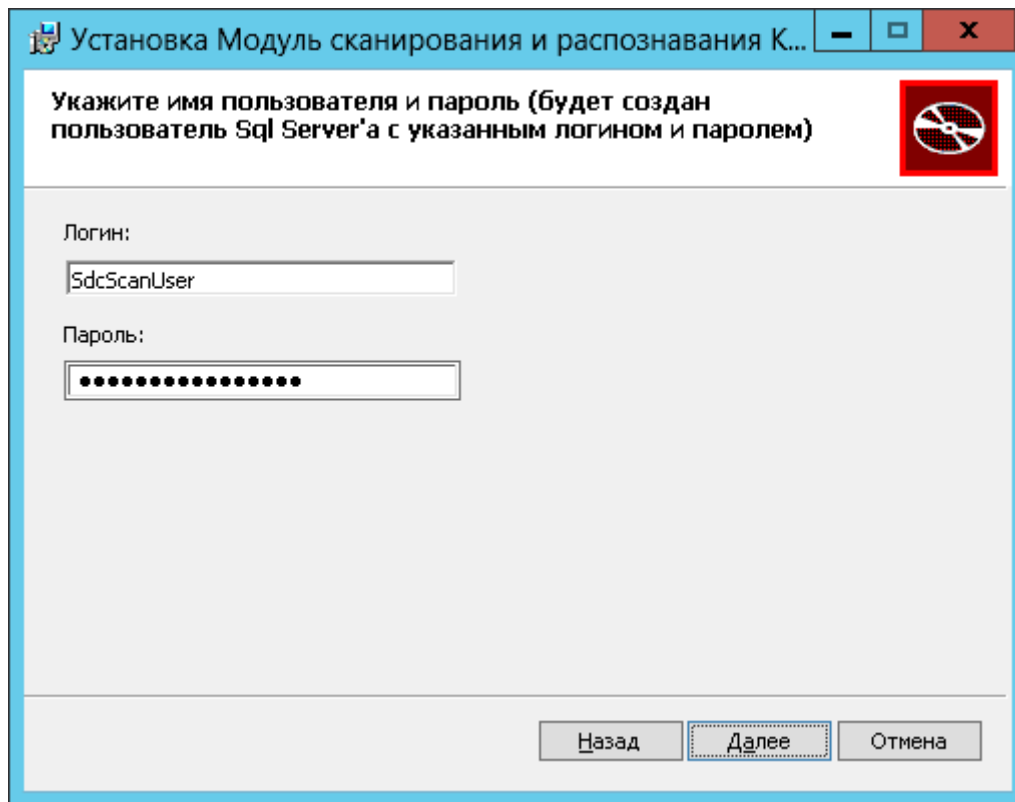 Установка Модуль сканирования и распознавания К...
Укажите имя пользователя и пароль (будет создан
пользователь Sql Server'а с указанным логином и паролем)
Логин:
SdcScanUser
Пароль:
●●●●●●●●●●●●●●●●
Назад Далее Отмена